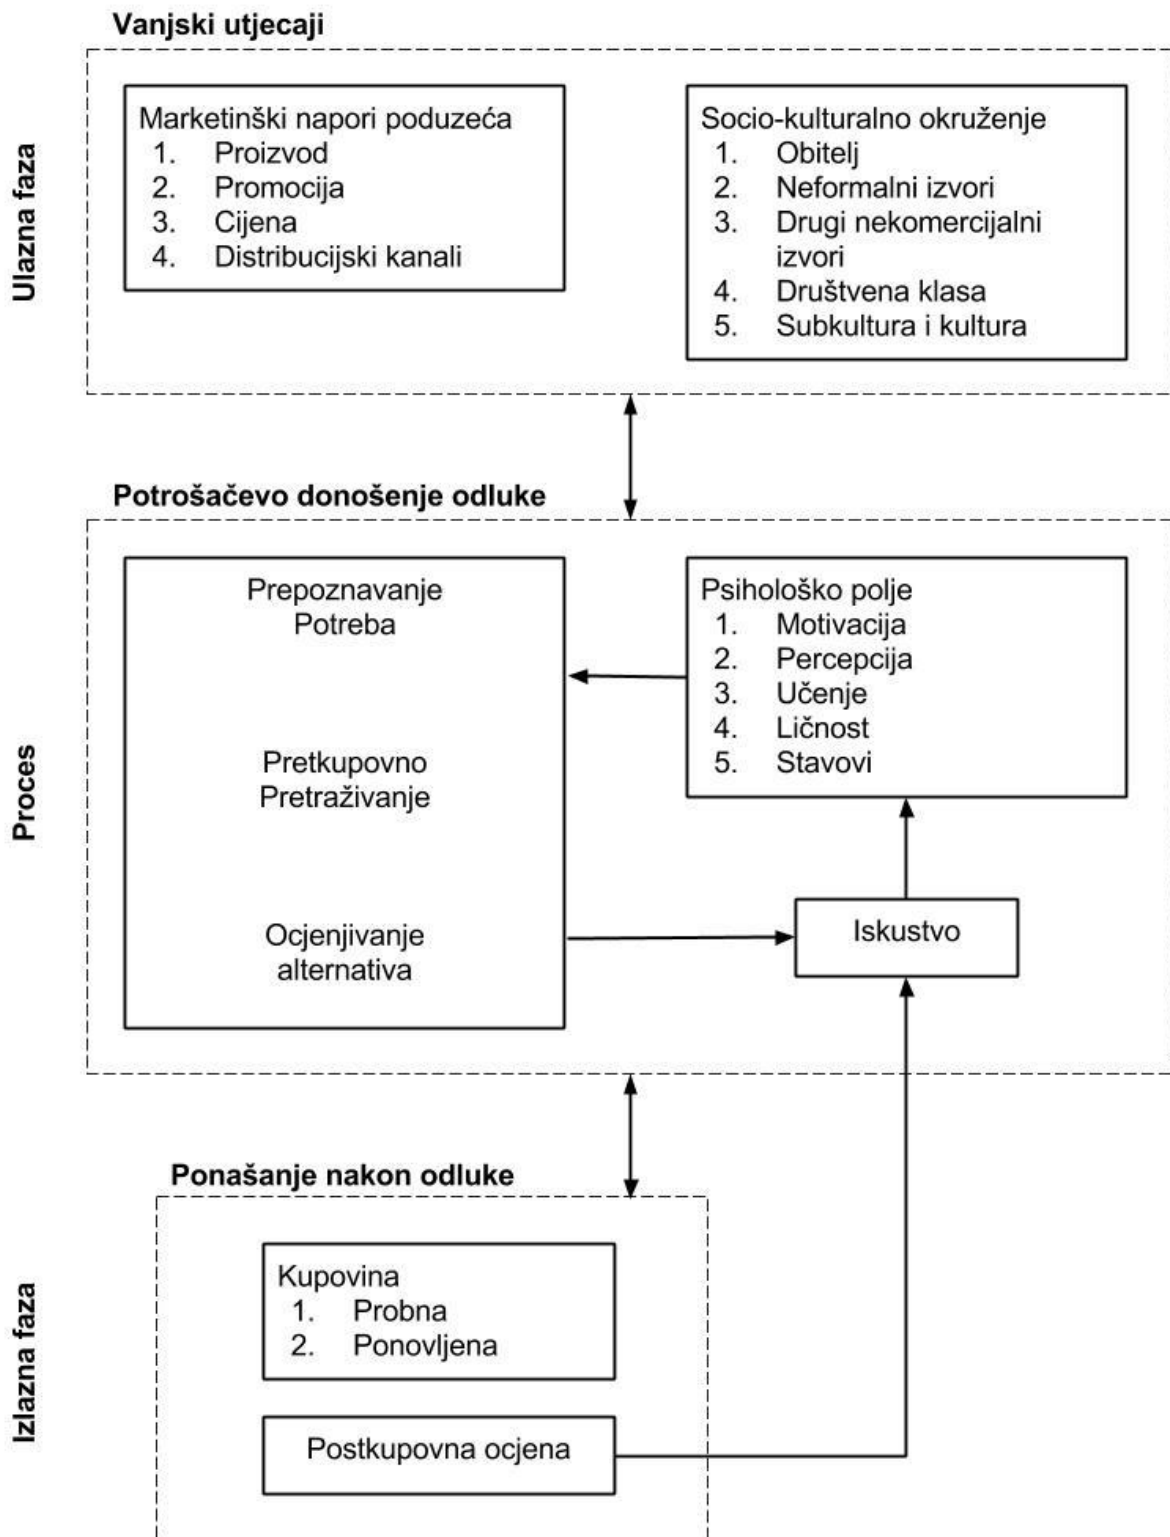 Vanjski utjecaji
Ulazna faza
Marketinški napori poduzeća
1. Proizvod
2. Promocija
3. Cijena
4. Distribucijski kanali
Socio-kulturalno okruženje
1. Obitelj
2. Neformalni izvori
3. Drugi nekomercijalni
izvori
4. Društvena klasa
5. Subkultura i kultura
Potrošačevo donošenje odluke
Proces
Prepoznavanje
Potreba
Pretkupovno
Pretraživanje
Ocjenjivanje
alternativa
Psihološko polje
1. Motivacija
2. Percepcija
3. Učenje
4. Ličnost
5. Stavovi
Iskustvo
Ponašanje nakon odluke
Izlazna faza
Kupovina
1. Probna
2. Ponovljena
Postkupovna ocjena